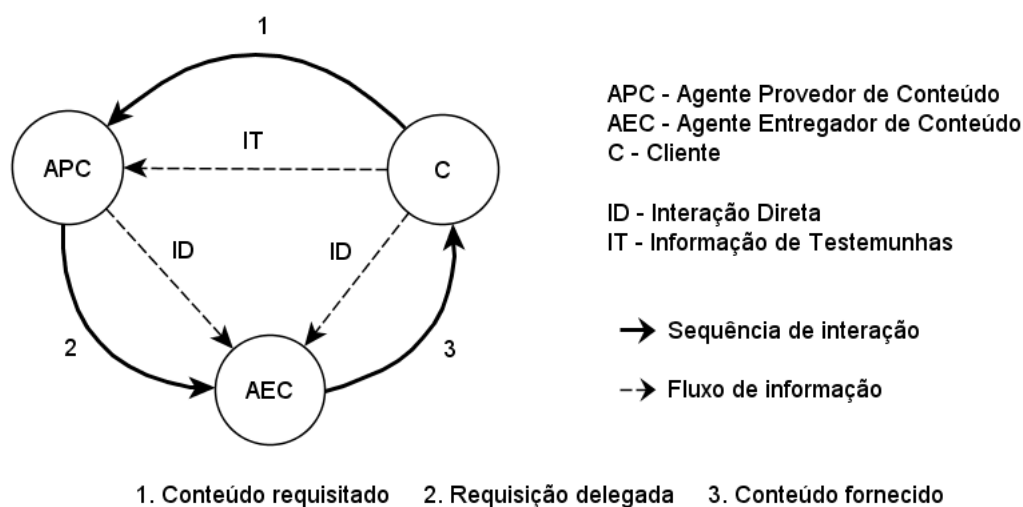 1
APC
IT
C
ID
ID
2
AEC
3
APC - Agente Provedor de Conteúdo
AEC - Agente Entregador de Conteúdo
C - Cliente
ID - Interação Direta
IT - Informação de Testemunhas
Sequência de interação
Fluxo de informação
1. Conteúdo requisitado 2. Requisição delegada 3. Conteúdo fornecido